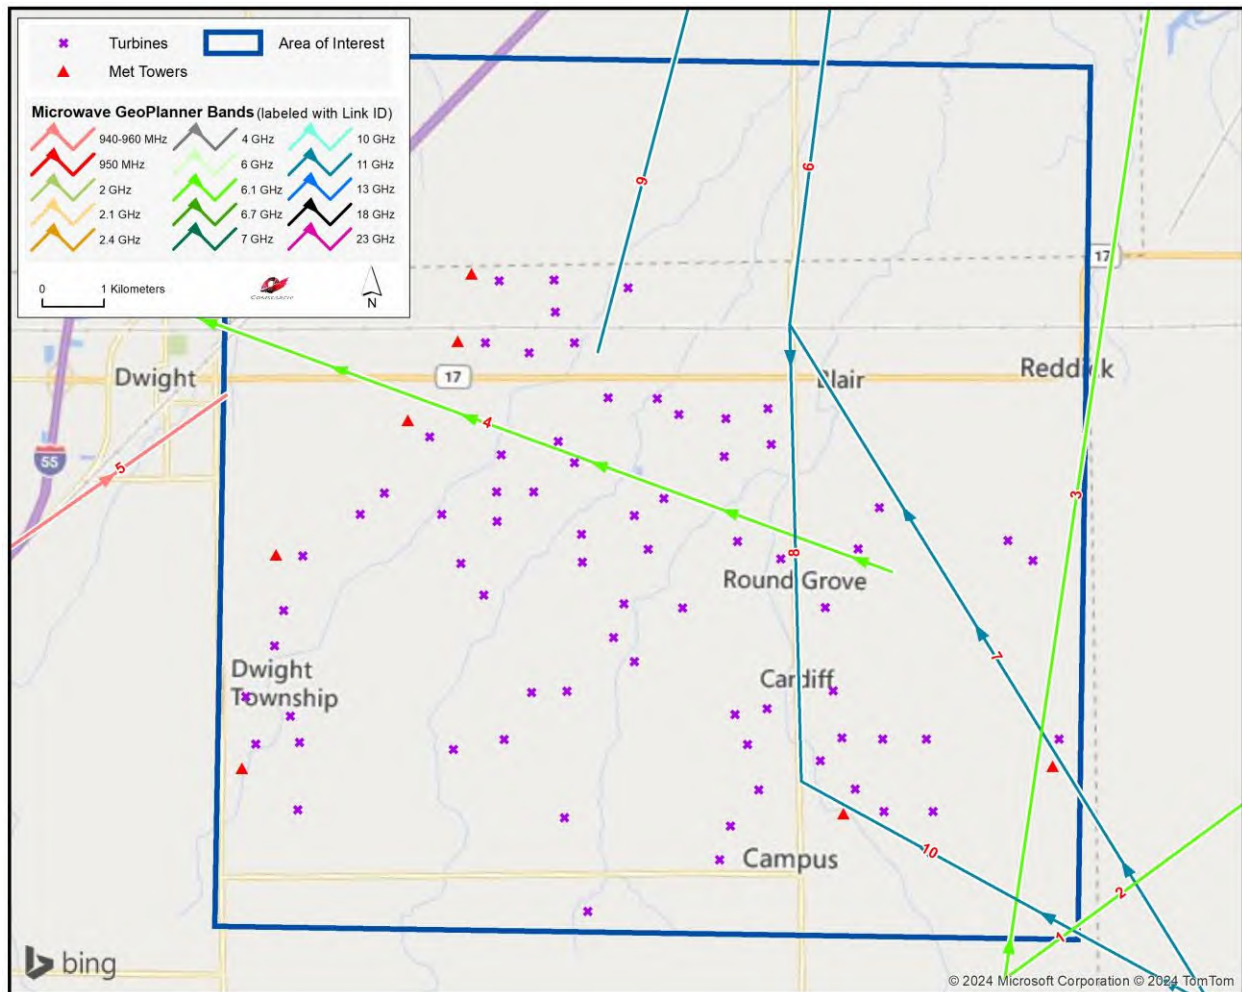 Turbines
Area of Interest
Met Towers
Microwave GeoPlanner Bands (labeled with Link ID)
940-960 MHz
4 GHz
10 GHz
950 MHz
6 GHz
11 GHz
2 GHz
6.1 GHz
13 GHz
2.1 GHz
6.7 GHz
18 GHz
2.4 GHz
7 GHz
23 GHz
0
1 Kilometers
COMSEARCH
N
17
Dwight
17
Blair
Reddick
4
55
5
3
8
Round Grove
7
Dwight
Township
Cardiff
10
Campus
2
1
bing
© 2024 Microsoft Corporation © 2024 TomTom